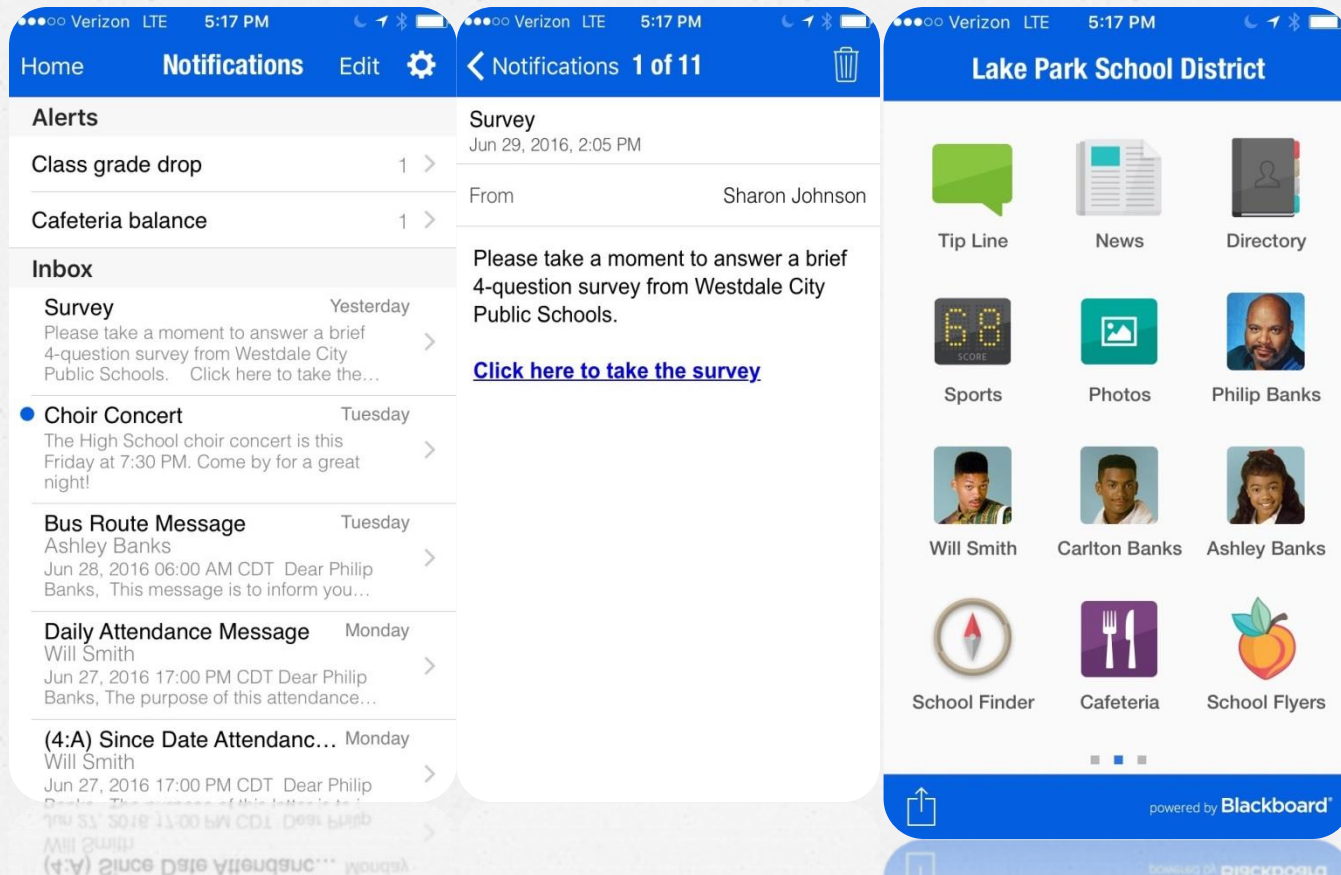 Verizon LTE 5:17 PM
Home Notifications Edit
Alerts
Class grade drop 1
Cafeteria balance 1
Inbox
Survey Yesterday
Please take a moment to answer a brief
4-question survey from Westdale City
Public Schools. Click here to take the…
Choir Concert Tuesday
The High School choir concert is this
Friday at 7:30 PM. Come by for a great
night!
Bus Route Message Tuesday
Ashley Banks
Jun 28, 2016 06:00 AM CDT Dear Philip
Banks, This message is to inform you…
Daily Attendance Message Monday
Will Smith
Jun 27, 2016 17:00 PM CDT Dear Philip
Banks, The purpose of this attendance…
(4:A) Since Date Attendanc… Monday
Will Smith
Jun 27, 2016 17:00 PM CDT Dear Philip
Verizon LTE 5:17 PM
Notifications 1 of 11
Survey
Jun 29, 2016, 2:05 PM
From Sharon Johnson
Please take a moment to answer a brief
4-question survey from Westdale City
Public Schools.
Click here to take the survey
Verizon LTE 5:17 PM
Lake Park School District
Tip Line News Directory
68
SCORE
Sports Photos Philip Banks
Will Smith Carlton Banks Ashley Banks
School Finder Cafeteria School Flyers
powered by Blackboard